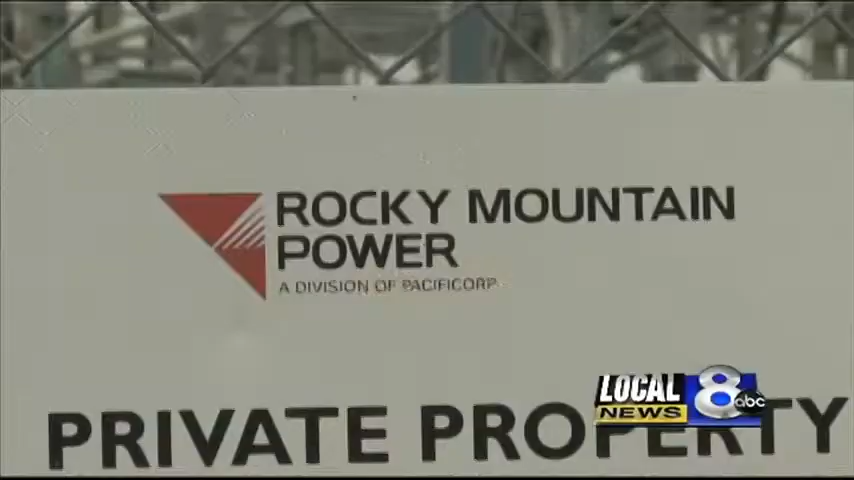 ROCKY MOUNTAIN
POWER
A DIVISION OF PACIFICORP
PRIVATE PROPERTY
LOCAL
NEWS
8
abc